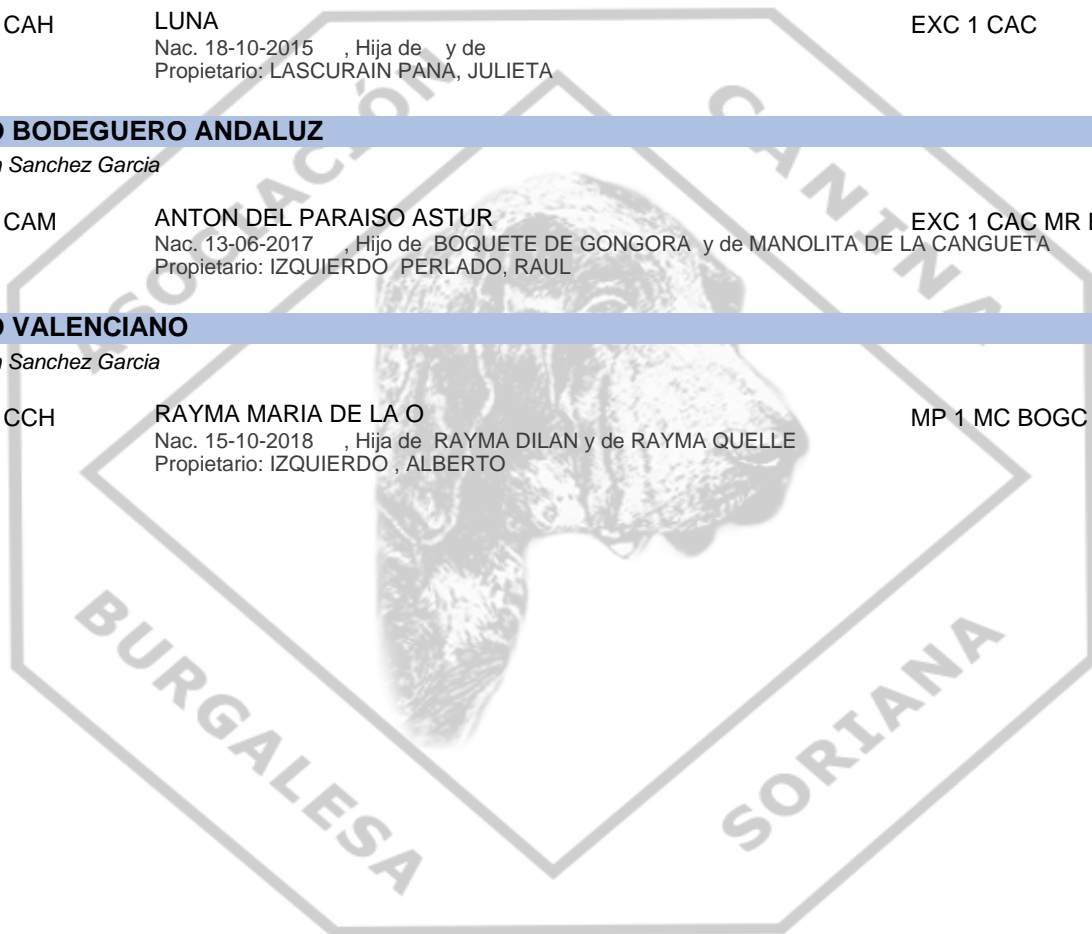 CAH LUNA EXC 1 CAC
Nac. 18-10-2015 , Hija de y de
Propietario: LASCURAIN PANA, JULIETA
O BODEGUERO ANDALUZ
n Sanchez Garcia
CAM ANTON DEL PARAISO ASTUR EXC 1 CAC MR
Nac. 13-06-2017 , Hijo de BOQUETE DE GONGORA y de MANOLITA DE LA CANGUETA
Propietario: IZQUIERDO PERLADO, RAUL
O VALENCIANO
n Sanchez Garcia
CCH RAYMA MARIA DE LA O MP 1 MC BOGC
Nac. 15-10-2018 , Hija de RAYMA DILAN y de RAYMA QUELLE
Propietario: IZQUIERDO , ALBERTO
ASOCIACIÓN CANINA
BURGALESA SORIANA